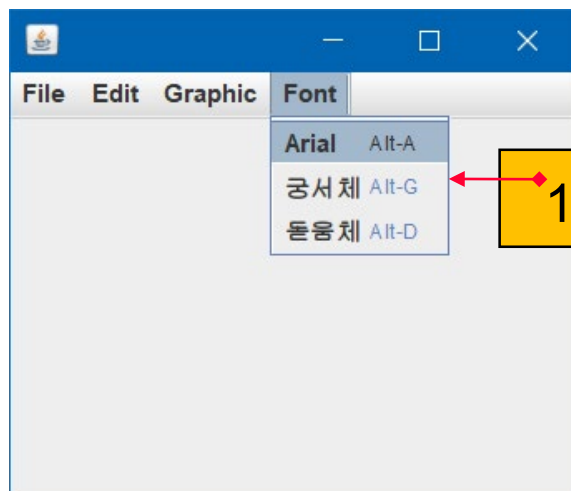 File Edit Graphic Font
Arial Alt-A
궁서체 Alt-G
돋움체 Alt-D
1